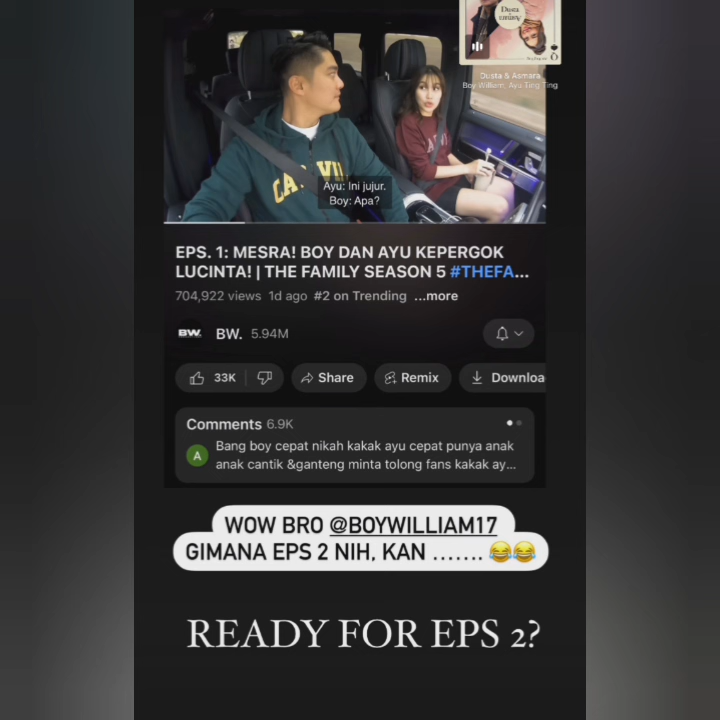 Dusta
Asmara
Dusta & Asmara
Boy William, Ayu Ting Ting
Ayu: Ini jujur.
Boy: Apa?
EPS. 1: MESRA! BOY DAN AYU KEPERGOK
LUCINTA! | THE FAMILY SEASON 5 #THEFA...
704,922 views 1d ago #2 on Trending ...more
BW. BW. 5.94M
33K Share Remix Downloa
Comments 6.9K
A Bang boy cepat nikah kakak ayu cepat punya anak
anak cantik &ganteng minta tolong fans kakak ay...
WOW BRO @BOYWILLIAM17
GIMANA EPS 2 NIH, KAN ....... 😂😂
READY FOR EPS 2?